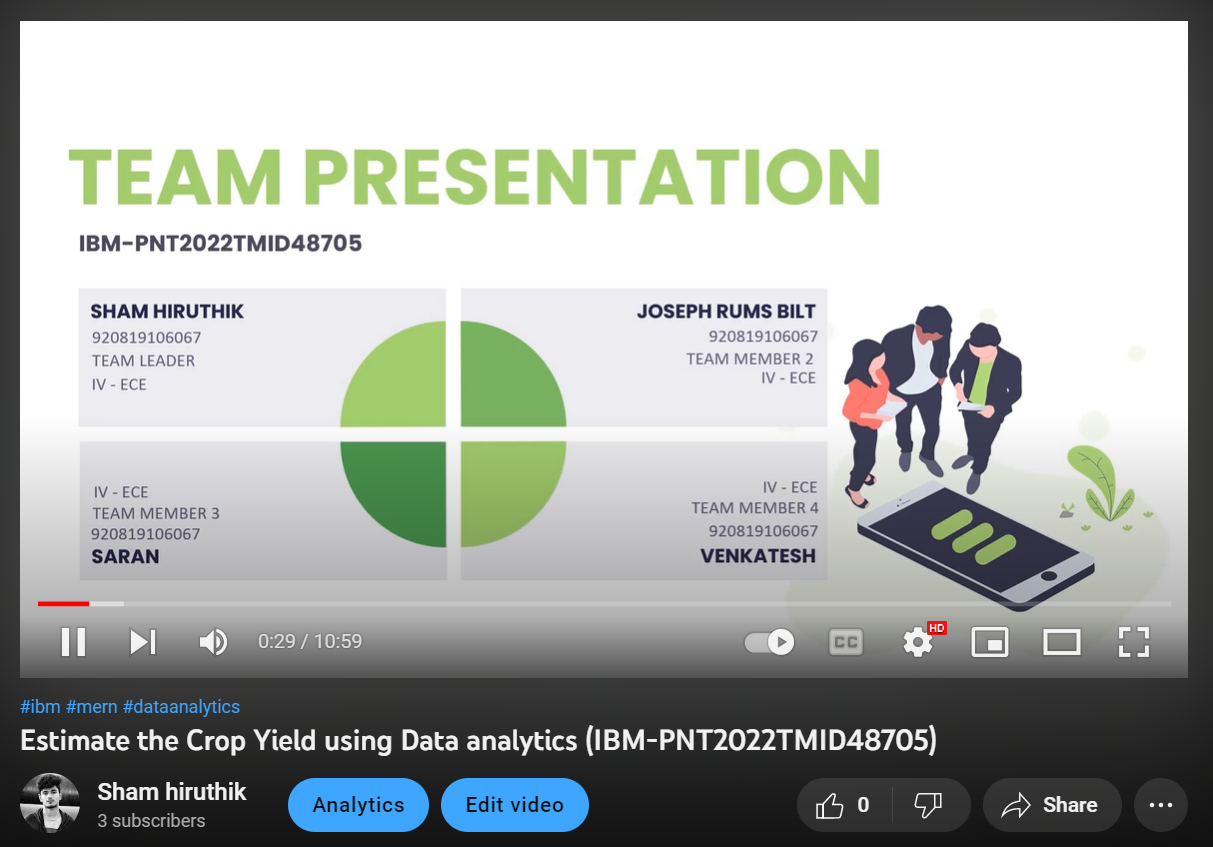 TEAM PRESENTATION
IBM-PNT2022TMID48705
SHAM HIRUTHIK
920819106067
TEAM LEADER
IV - ECE
JOSEPH RUMS BILT
920819106067
TEAM MEMBER 2
IV - ECE
IV - ECE
TEAM MEMBER 3
920819106067
SARAN
IV - ECE
TEAM MEMBER 4
920819106067
VENKATESH
0:29 / 10:59
CC
HD
#ibm #mern #dataanalytics
Estimate the Crop Yield using Data analytics (IBM-PNT2022TMID48705)
Sham hiruthik
3 subscribers
Analytics
Edit video
0
Share